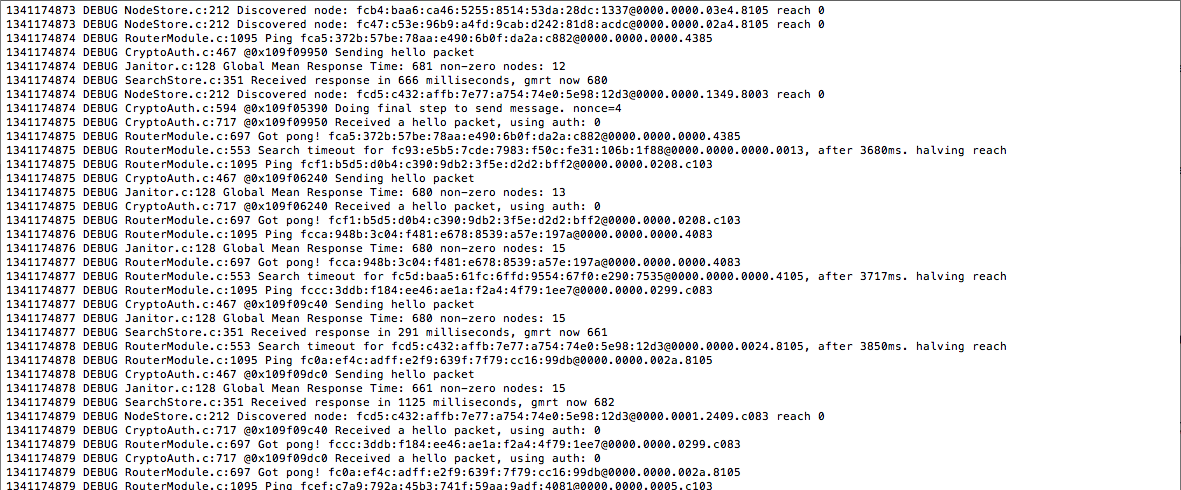 1341174873 DEBUG NodeStore.c:212 Discovered node: fcb4:baa6:ca46:5255:8514:53da:28dc:1337@0000.0000.03e4.8105 reach 0
1341174873 DEBUG NodeStore.c:212 Discovered node: fc47:c53e:96b9:a4fd:9cab:d242:81d8:acdc@0000.0000.02a4.8105 reach 0
1341174874 DEBUG RouterModule.c:1095 Ping fca5:372b:57be:78aa:e490:6b0f:da2a:c882@0000.0000.0000.4385
1341174874 DEBUG CryptoAuth.c:467 @0x109f09950 Sending hello packet
1341174874 DEBUG Janitor.c:128 Global Mean Response Time: 681 non-zero nodes: 12
1341174874 DEBUG SearchStore.c:351 Received response in 666 milliseconds, gmrt now 680
1341174874 DEBUG NodeStore.c:212 Discovered node: fcd5:c432:affb:7e77:a754:74e0:5e98:12d3@0000.0000.1349.8003 reach 0
1341174874 DEBUG CryptoAuth.c:594 @0x109f05390 Doing final step to send message. nonce=4
1341174875 DEBUG CryptoAuth.c:717 @0x109f09950 Received a hello packet, using auth: 0
1341174875 DEBUG RouterModule.c:697 Got pong! fca5:372b:57be:78aa:e490:6b0f:da2a:c882@0000.0000.0000.4385
1341174875 DEBUG RouterModule.c:553 Search timeout for fc93:e5b5:7cde:7983:f50c:fe31:106b:1f88@0000.0000.0000.0013, after 3680ms. halving reach
1341174875 DEBUG RouterModule.c:1095 Ping fcf1:b5d5:d0b4:c390:9db2:3f5e:d2d2:bff2@0000.0000.0208.c103
1341174875 DEBUG CryptoAuth.c:467 @0x109f06240 Sending hello packet
1341174875 DEBUG Janitor.c:128 Global Mean Response Time: 680 non-zero nodes: 13
1341174875 DEBUG CryptoAuth.c:717 @0x109f06240 Received a hello packet, using auth: 0
1341174875 DEBUG RouterModule.c:697 Got pong! fcf1:b5d5:d0b4:c390:9db2:3f5e:d2d2:bff2@0000.0000.0208.c103
1341174876 DEBUG RouterModule.c:1095 Ping fcca:948b:3c04:f481:e678:8539:a57e:197a@0000.0000.0000.4083
1341174876 DEBUG Janitor.c:128 Global Mean Response Time: 680 non-zero nodes: 15
1341174877 DEBUG RouterModule.c:697 Got pong! fcca:948b:3c04:f481:e678:8539:a57e:197a@0000.0000.0000.4083
1341174877 DEBUG RouterModule.c:553 Search timeout for fc5d:baa5:61fc:6ffd:9554:67f0:e290:7535@0000.0000.0000.4105, after 3717ms. halving reach
1341174877 DEBUG RouterModule.c:1095 Ping fccc:3ddb:f184:ee46:ae1a:f2a4:4f79:1ee7@0000.0000.0299.c083
1341174877 DEBUG CryptoAuth.c:467 @0x109f09c40 Sending hello packet
1341174877 DEBUG Janitor.c:128 Global Mean Response Time: 680 non-zero nodes: 15
1341174877 DEBUG SearchStore.c:351 Received response in 291 milliseconds, gmrt now 661
1341174878 DEBUG RouterModule.c:553 Search timeout for fcd5:c432:affb:7e77:a754:74e0:5e98:12d3@0000.0000.0024.8105, after 3850ms. halving reach
1341174878 DEBUG RouterModule.c:1095 Ping fc0a:ef4c:adff:e2f9:639f:7f79:cc16:99db@0000.0000.002a.8105
1341174878 DEBUG CryptoAuth.c:467 @0x109f09dc0 Sending hello packet
1341174878 DEBUG Janitor.c:128 Global Mean Response Time: 661 non-zero nodes: 15
1341174879 DEBUG SearchStore.c:351 Received response in 1125 milliseconds, gmrt now 682
1341174879 DEBUG NodeStore.c:212 Discovered node: fcd5:c432:affb:7e77:a754:74e0:5e98:12d3@0000.0001.2409.c083 reach 0
1341174879 DEBUG CryptoAuth.c:717 @0x109f09c40 Received a hello packet, using auth: 0
1341174879 DEBUG RouterModule.c:697 Got pong! fccc:3ddb:f184:ee46:ae1a:f2a4:4f79:1ee7@0000.0000.0299.c083
1341174879 DEBUG CryptoAuth.c:717 @0x109f09dc0 Received a hello packet, using auth: 0
1341174879 DEBUG RouterModule.c:697 Got pong! fc0a:ef4c:adff:e2f9:639f:7f79:cc16:99db@0000.0000.002a.8105
1341174879 DEBUG RouterModule.c:1095 Ping fcef:c7a9:792a:45b3:741f:59aa:9adf:4081@0000.0000.0005.c103